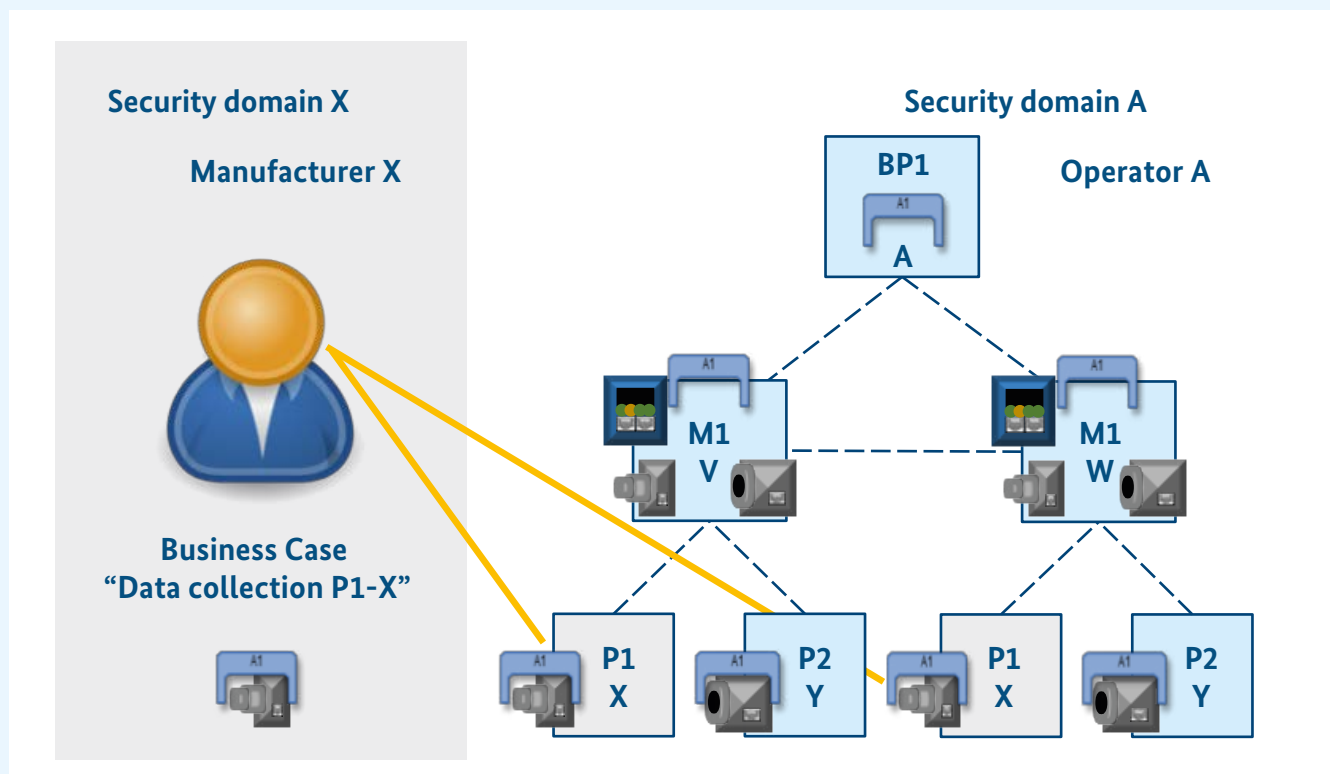 Security domain X
Manufacturer X
Business Case
“Data collection P1-X”
A1
Security domain A
Operator A
BP1
A1
A
A1
M1
V
A1
M1
W
A1
P1
X
A1
P2
Y
A1
P1
X
A1
P2
Y